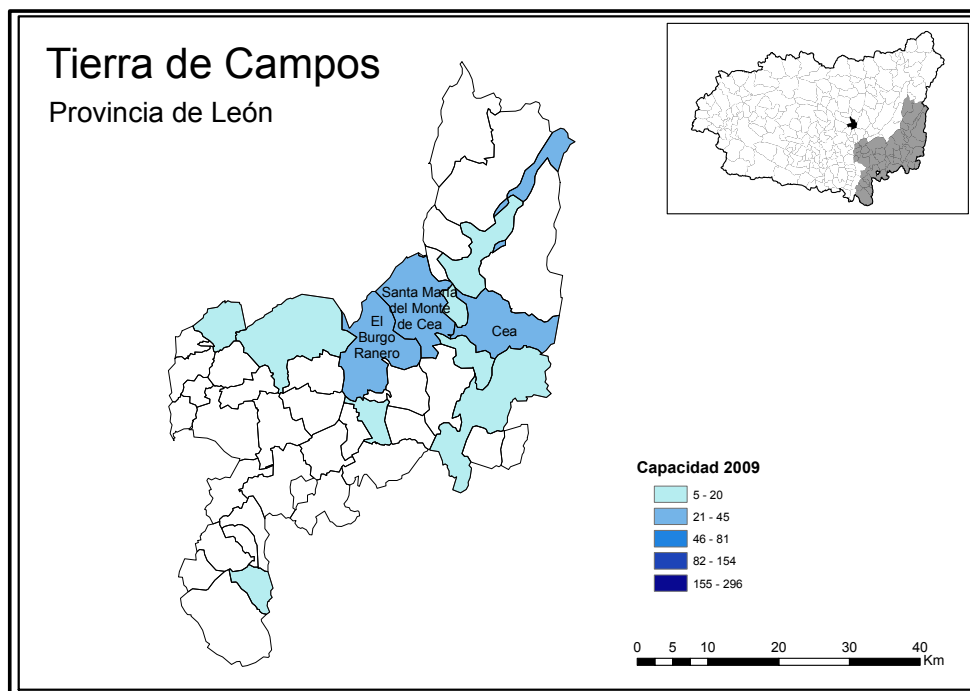 Tierra de Campos
Provincia de León
Santa María
del Monte
de Cea
El
Burgo
Ranero
Cea
Capacidad 2009
5 - 20
21 - 45
46 - 81
82 - 154
155 - 296
0 5 10 20 30 40
Km